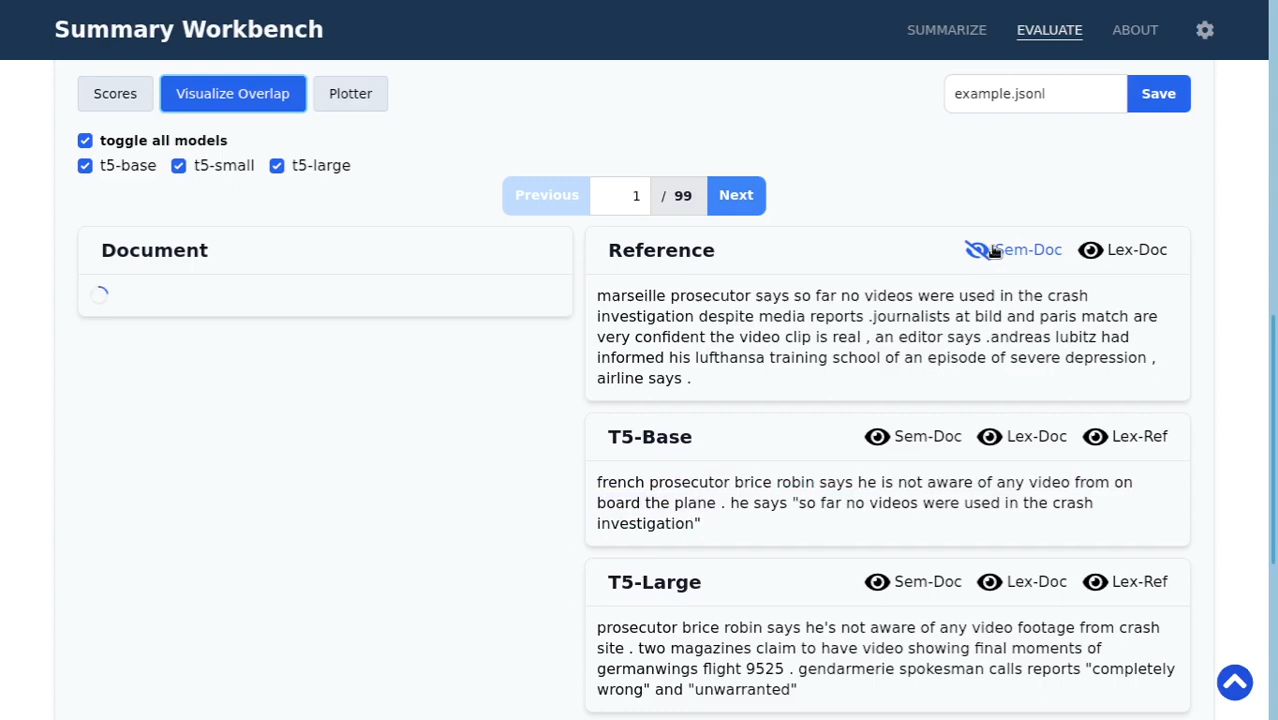 Summary Workbench
SUMMARIZE EVALUATE ABOUT
Scores Visualize Overlap Plotter
example.jsonl Save
toggle all models
t5-base t5-small t5-large
Previous 1 / 99 Next
Document
Reference Sem-Doc Lex-Doc
marseille prosecutor says so far no videos were used in the crash
investigation despite media reports .journalists at bild and paris match are
very confident the video clip is real , an editor says .andreas lubitz had
informed his lufthansa training school of an episode of severe depression ,
airline says .
T5-Base Sem-Doc Lex-Doc Lex-Ref
french prosecutor brice robin says he is not aware of any video from on
board the plane . he says "so far no videos were used in the crash
investigation"
T5-Large Sem-Doc Lex-Doc Lex-Ref
prosecutor brice robin says he's not aware of any video footage from crash
site . two magazines claim to have video showing final moments of
germanwings flight 9525 . gendarmerie spokesman calls reports "completely
wrong" and "unwarranted"